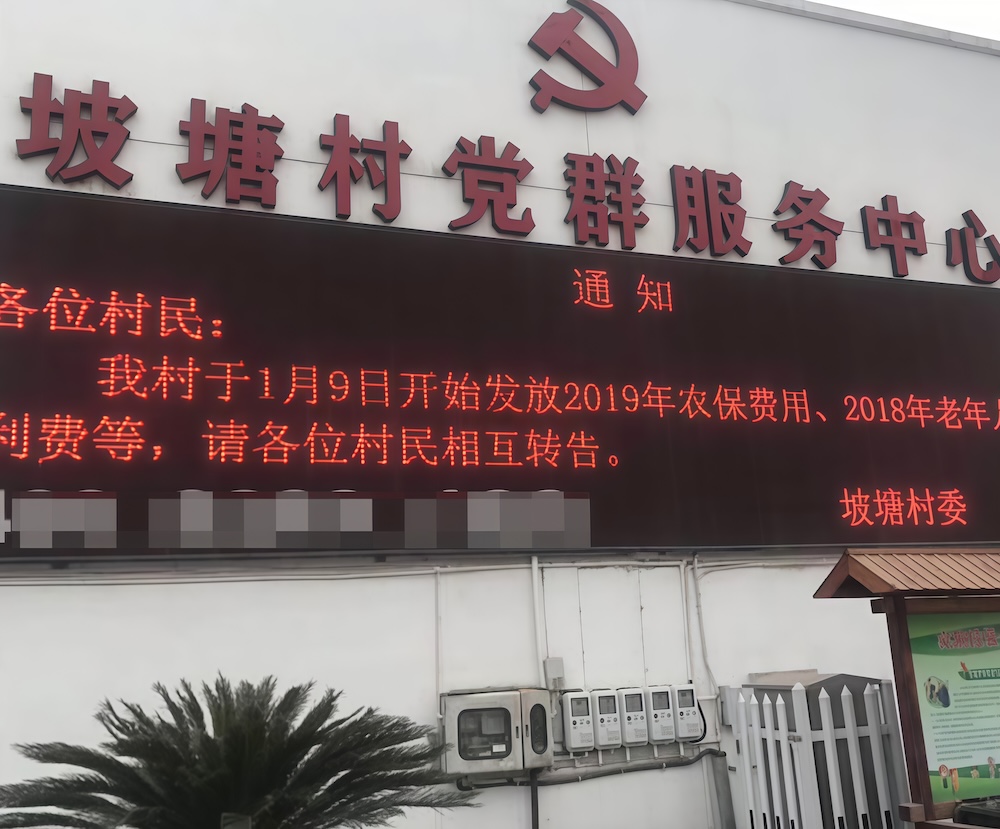 坡塘村党群服务中心
通知
各位村民：
我村于1月9日开始发放2019年农保费用、2018年老年
利费等，请各位村民相互转告。
坡塘村委